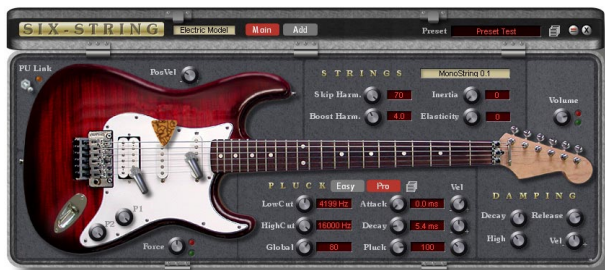 SIX-STRING Electric Model Main Add Preset Preset Test X
PU Link PosVel STRINGS MonoString 0.1
Skip Harm. 70 Inertia 0
Boost Harm. 4.0 Elasticity 0 Volume
PLUCK Easy Pro Vel DAMPING
LowCut 4199 Hz Attack 0.0 ms Decay Release
HighCut 16000 Hz Decay 5.4 ms
Global 80 Pluck 100 High Vel
P2 P1
Force